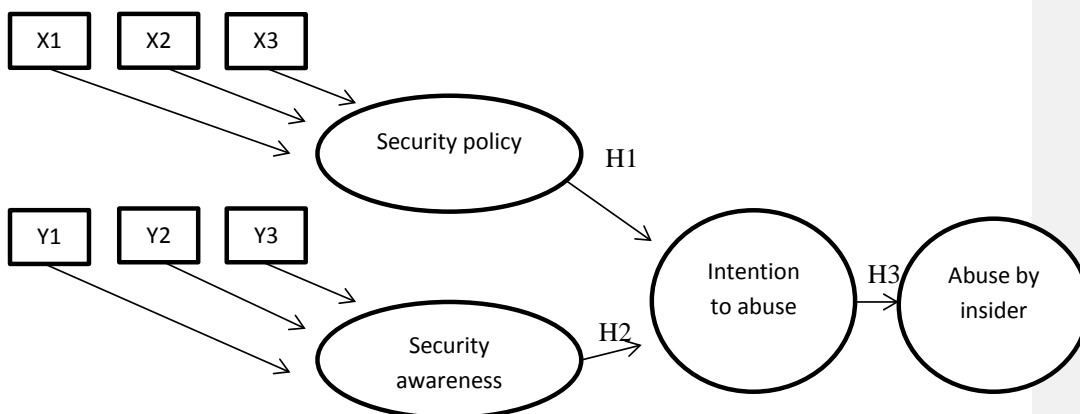 X1
X2
X3
Security policy
H1
Y1
Y2
Y3
Intention
to abuse
H3
Abuse by
insider
H2
Security
awareness